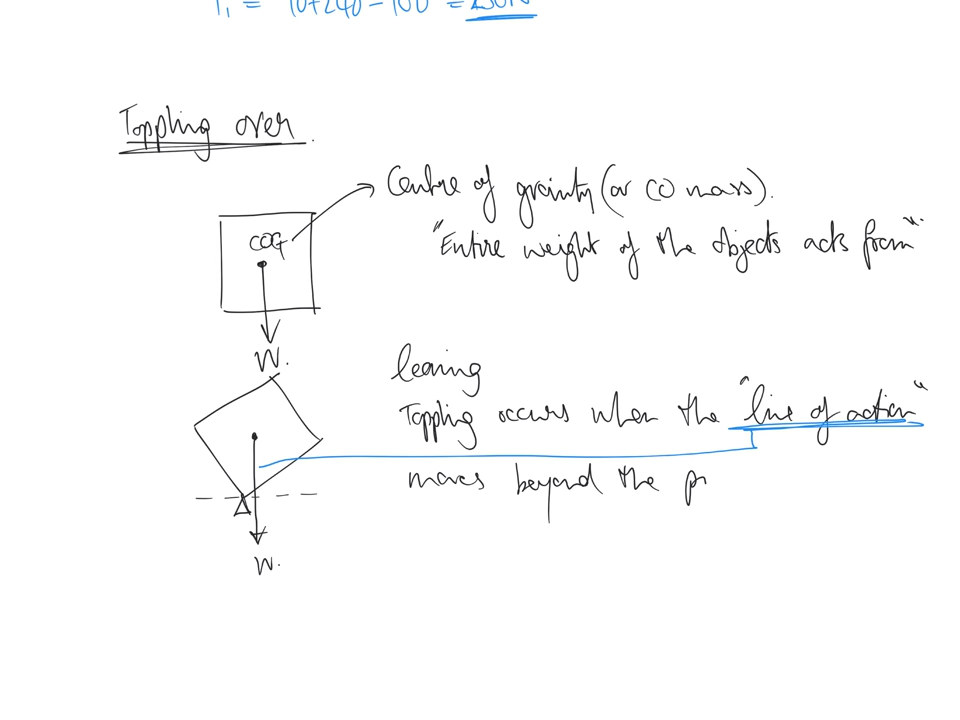 Toppling over.
Centre of gravity (or CO mass).
"Entire weight of the objects acts from".
COG
W.
leaning
Toppling occurs when the "line of action"
moves beyond the p
W.